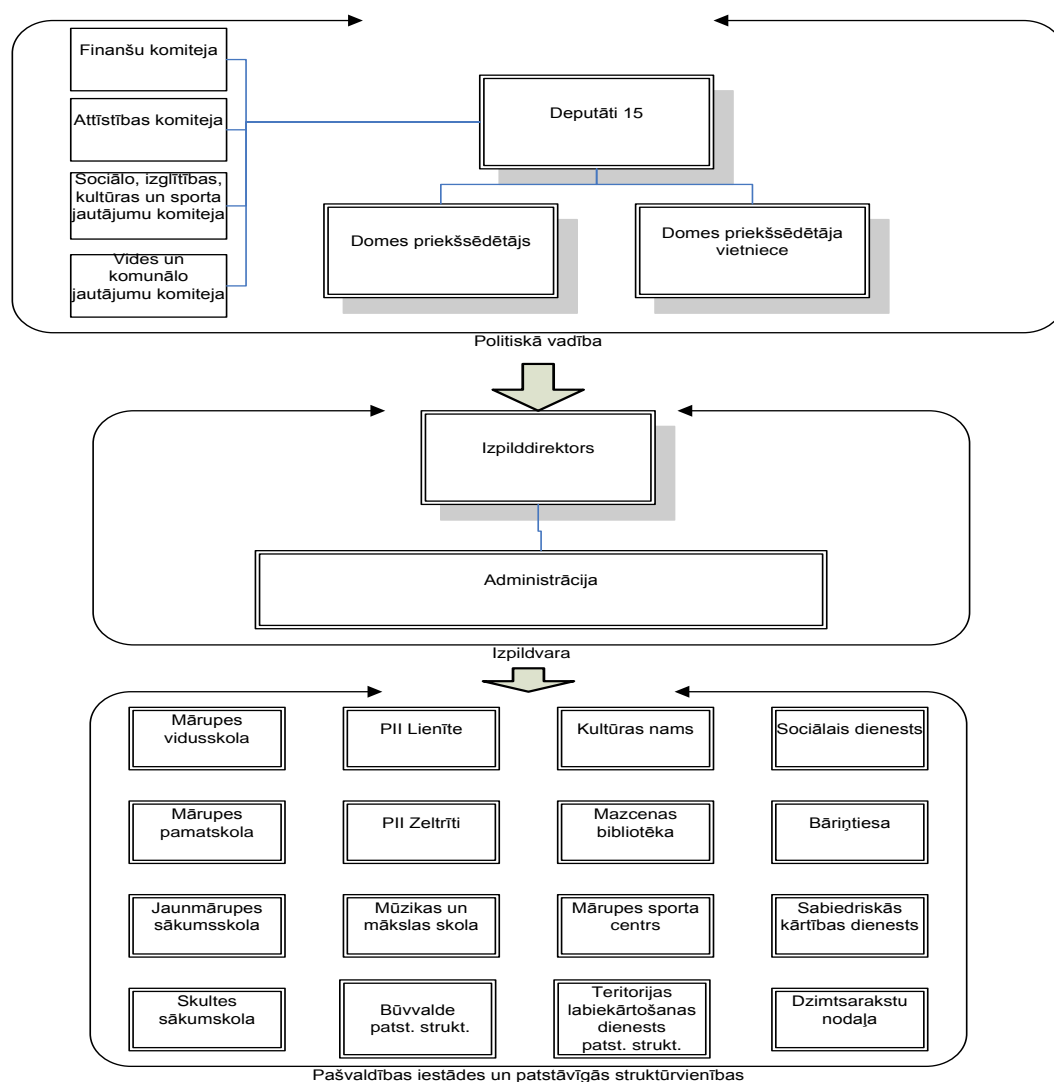 Finanšu komiteja
Attīstības komiteja
Sociālo, izglītības,
kultūras un sporta
jautājumu komiteja
Vides un
komunālo
jautājumu komiteja
Deputāti 15
Domes priekšsēdētājs
Domes priekšsēdētāja
vietniece
Politiskā vadība
Izpilddirektors
Administrācija
Izpildvara
Mārupes
vidusskola
PII Lienīte
Kultūras nams
Sociālais dienests
Mārupes
pamatskola
PII Zeltrīti
Mazcenas
bibliotēka
Bāriņtiesa
Jaunmārupes
sākumsskola
Mūzikas un
mākslas skola
Mārupes sporta
centrs
Sabiedriskās
kārtības dienests
Skultes
sākumskola
Būvvalde
patst. strukt.
Teritorijas
labiekārtošanas
dienests
patst. strukt.
Dzimtsarakstu
nodaļa
Pašvaldības iestādes un patstāvīgās struktūrvienības